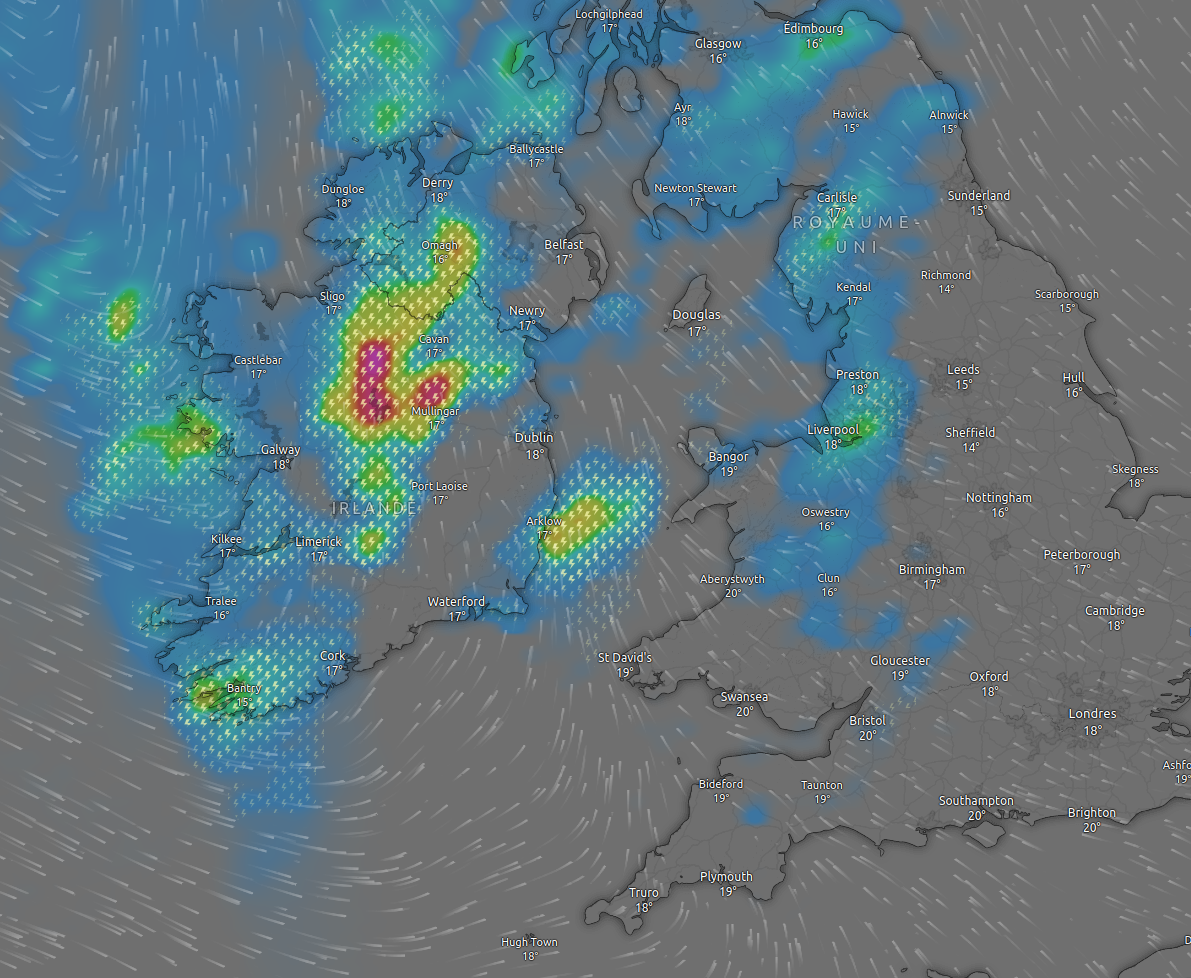 Lochgilphead
17°
Édimbourg
16°
Glasgow
16°
Ayr
18°
Hawick
15°
Alnwick
15°
Ballycastle
17°
Derry
18°
Dungloe
18°
Newton Stewart
17°
Carlisle
17°
Sunderland
15°
ROYAUME-
UNI
Omagh
16°
Belfast
17°
Richmond
14°
Kendal
17°
Scarborough
15°
Sligo
17°
Newry
17°
Douglas
17°
Cavan
17°
Castlebar
17°
Preston
18°
Leeds
15°
Hull
16°
Mullingar
17°
Liverpool
18°
Sheffield
14°
Dublin
18°
Galway
18°
Bangor
19°
Skegness
18°
Port Laoise
17°
Nottingham
16°
IRLANDE
Oswestry
16°
Arklow
17°
Kilkee
17°
Limerick
17°
Peterborough
17°
Birmingham
17°
Aberystwyth
20°
Clun
16°
Tralee
16°
Waterford
17°
Cambridge
18°
Cork
17°
St David's
19°
Gloucester
19°
Oxford
18°
Bantry
15°
Swansea
20°
Londres
18°
Bristol
20°
Ashfo
19°
Bideford
19°
Taunton
19°
Southampton
20°
Brighton
20°
Plymouth
19°
Truro
18°
Hugh Town
18°
D